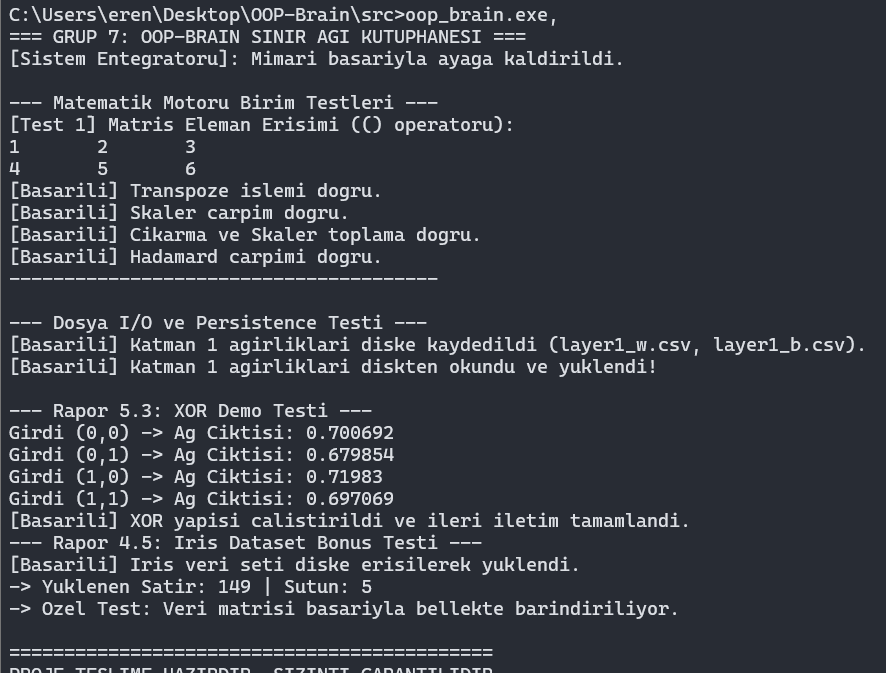 C:\Users\eren\Desktop\OOP-Brain\src>oop_brain.exe,
=== GRUP 7: OOP-BRAIN SINIR AGI KUTUPHANESI ===
[Sistem Entegratoru]: Mimari basariyla ayaga kaldirildi.
--- Matematik Motoru Birim Testleri ---
[Test 1] Matris Eleman Erisimi (() operatoru):
1 2 3
4 5 6
[Basarili] Transpoze islemi dogru.
[Basarili] Skaler carpim dogru.
[Basarili] Cikarma ve Skaler toplama dogru.
[Basarili] Hadamard carpimi dogru.
---------------------------------------
--- Dosya I/O ve Persistence Testi ---
[Basarili] Katman 1 agirliklari diske kaydedildi (layer1_w.csv, layer1_b.csv).
[Basarili] Katman 1 agirliklari diskten okundu ve yuklendi!
--- Rapor 5.3: XOR Demo Testi ---
Girdi (0,0) -> Ag Ciktisi: 0.700692
Girdi (0,1) -> Ag Ciktisi: 0.679854
Girdi (1,0) -> Ag Ciktisi: 0.71983
Girdi (1,1) -> Ag Ciktisi: 0.697069
[Basarili] XOR yapisi calistirildi ve ileri iletim tamamlandi.
--- Rapor 4.5: Iris Dataset Bonus Testi ---
[Basarili] Iris veri seti diske erisilerek yuklendi.
-> Yuklenen Satir: 149 | Sutun: 5
-> Ozel Test: Veri matrisi basariyla bellekte barindiriliyor.
============================================
PROJE TESLIME HAZIRDIR. SIZINTI GARANTILIDIR